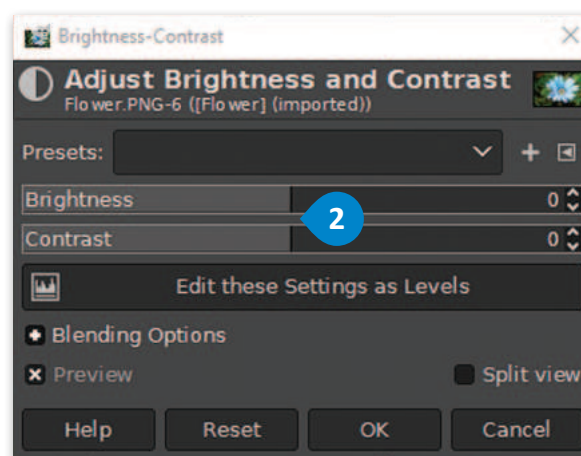 Brightness-Contrast
Adjust Brightness and Contrast
Flower.PNG-6 ([Flower] (imported))
Presets:
Brightness 0
2
Contrast 0
Edit these Settings as Levels
Blending Options
Preview Split view
Help Reset OK Cancel